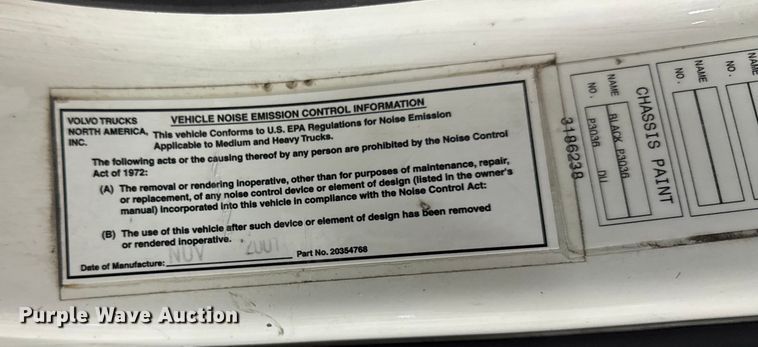 VOLVO TRUCKS
NORTH AMERICA,
INC.
VEHICLE NOISE EMISSION CONTROL INFORMATION
This vehicle Conforms to U.S. EPA Regulations for Noise Emission
Applicable to Medium and Heavy Trucks.
The following acts or the causing thereof by any person are prohibited by the Noise Control
Act of 1972:
(A) The removal or rendering inoperative, other than for purposes of maintenance, repair,
or replacement, of any noise control device or element of design (listed in the owner's
manual) incorporated into this vehicle in compliance with the Noise Control Act:
(B) The use of this vehicle after such device or element of design has been removed
or rendered inoperative.
Date of Manufacture: NOV 2007
Part No. 20354768
CHASSIS PAINT
NAME BLACK P3036
NO. P3036 DU
3186238
NAME
NO.
NAME
NO.
Purple Wave Auction